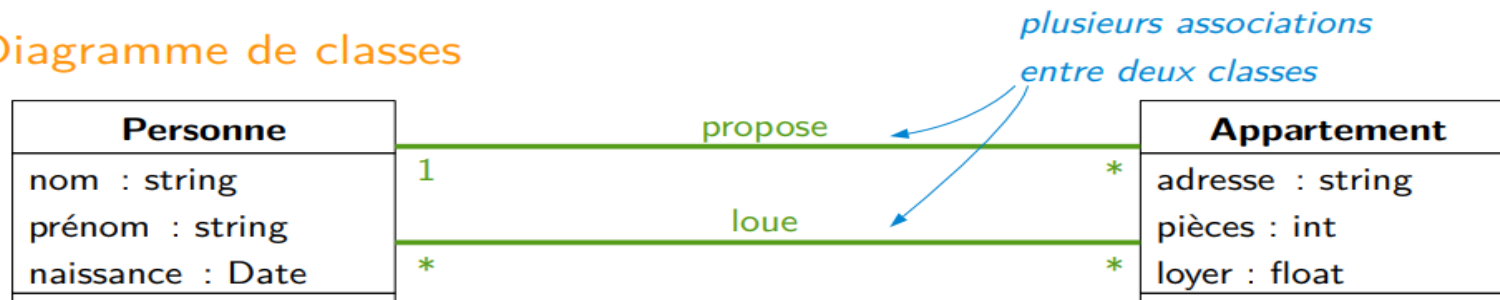 Diagramme de classes
plusieurs associations
entre deux classes
Personne
nom : string
prénom : string
naissance : Date
propose
1 *
loue
* *
Appartement
adresse : string
pièces : int
loyer : float